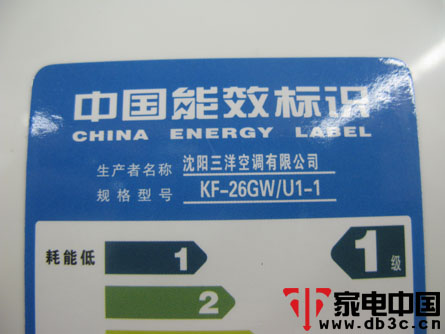 中国能效标识
CHINA ENERGY LABEL
生产者名称 沈阳三洋空调有限公司
规格型号 KF-26GW/U1-1
耗能低 1 1级
2
家电中国
www.db3c.cn